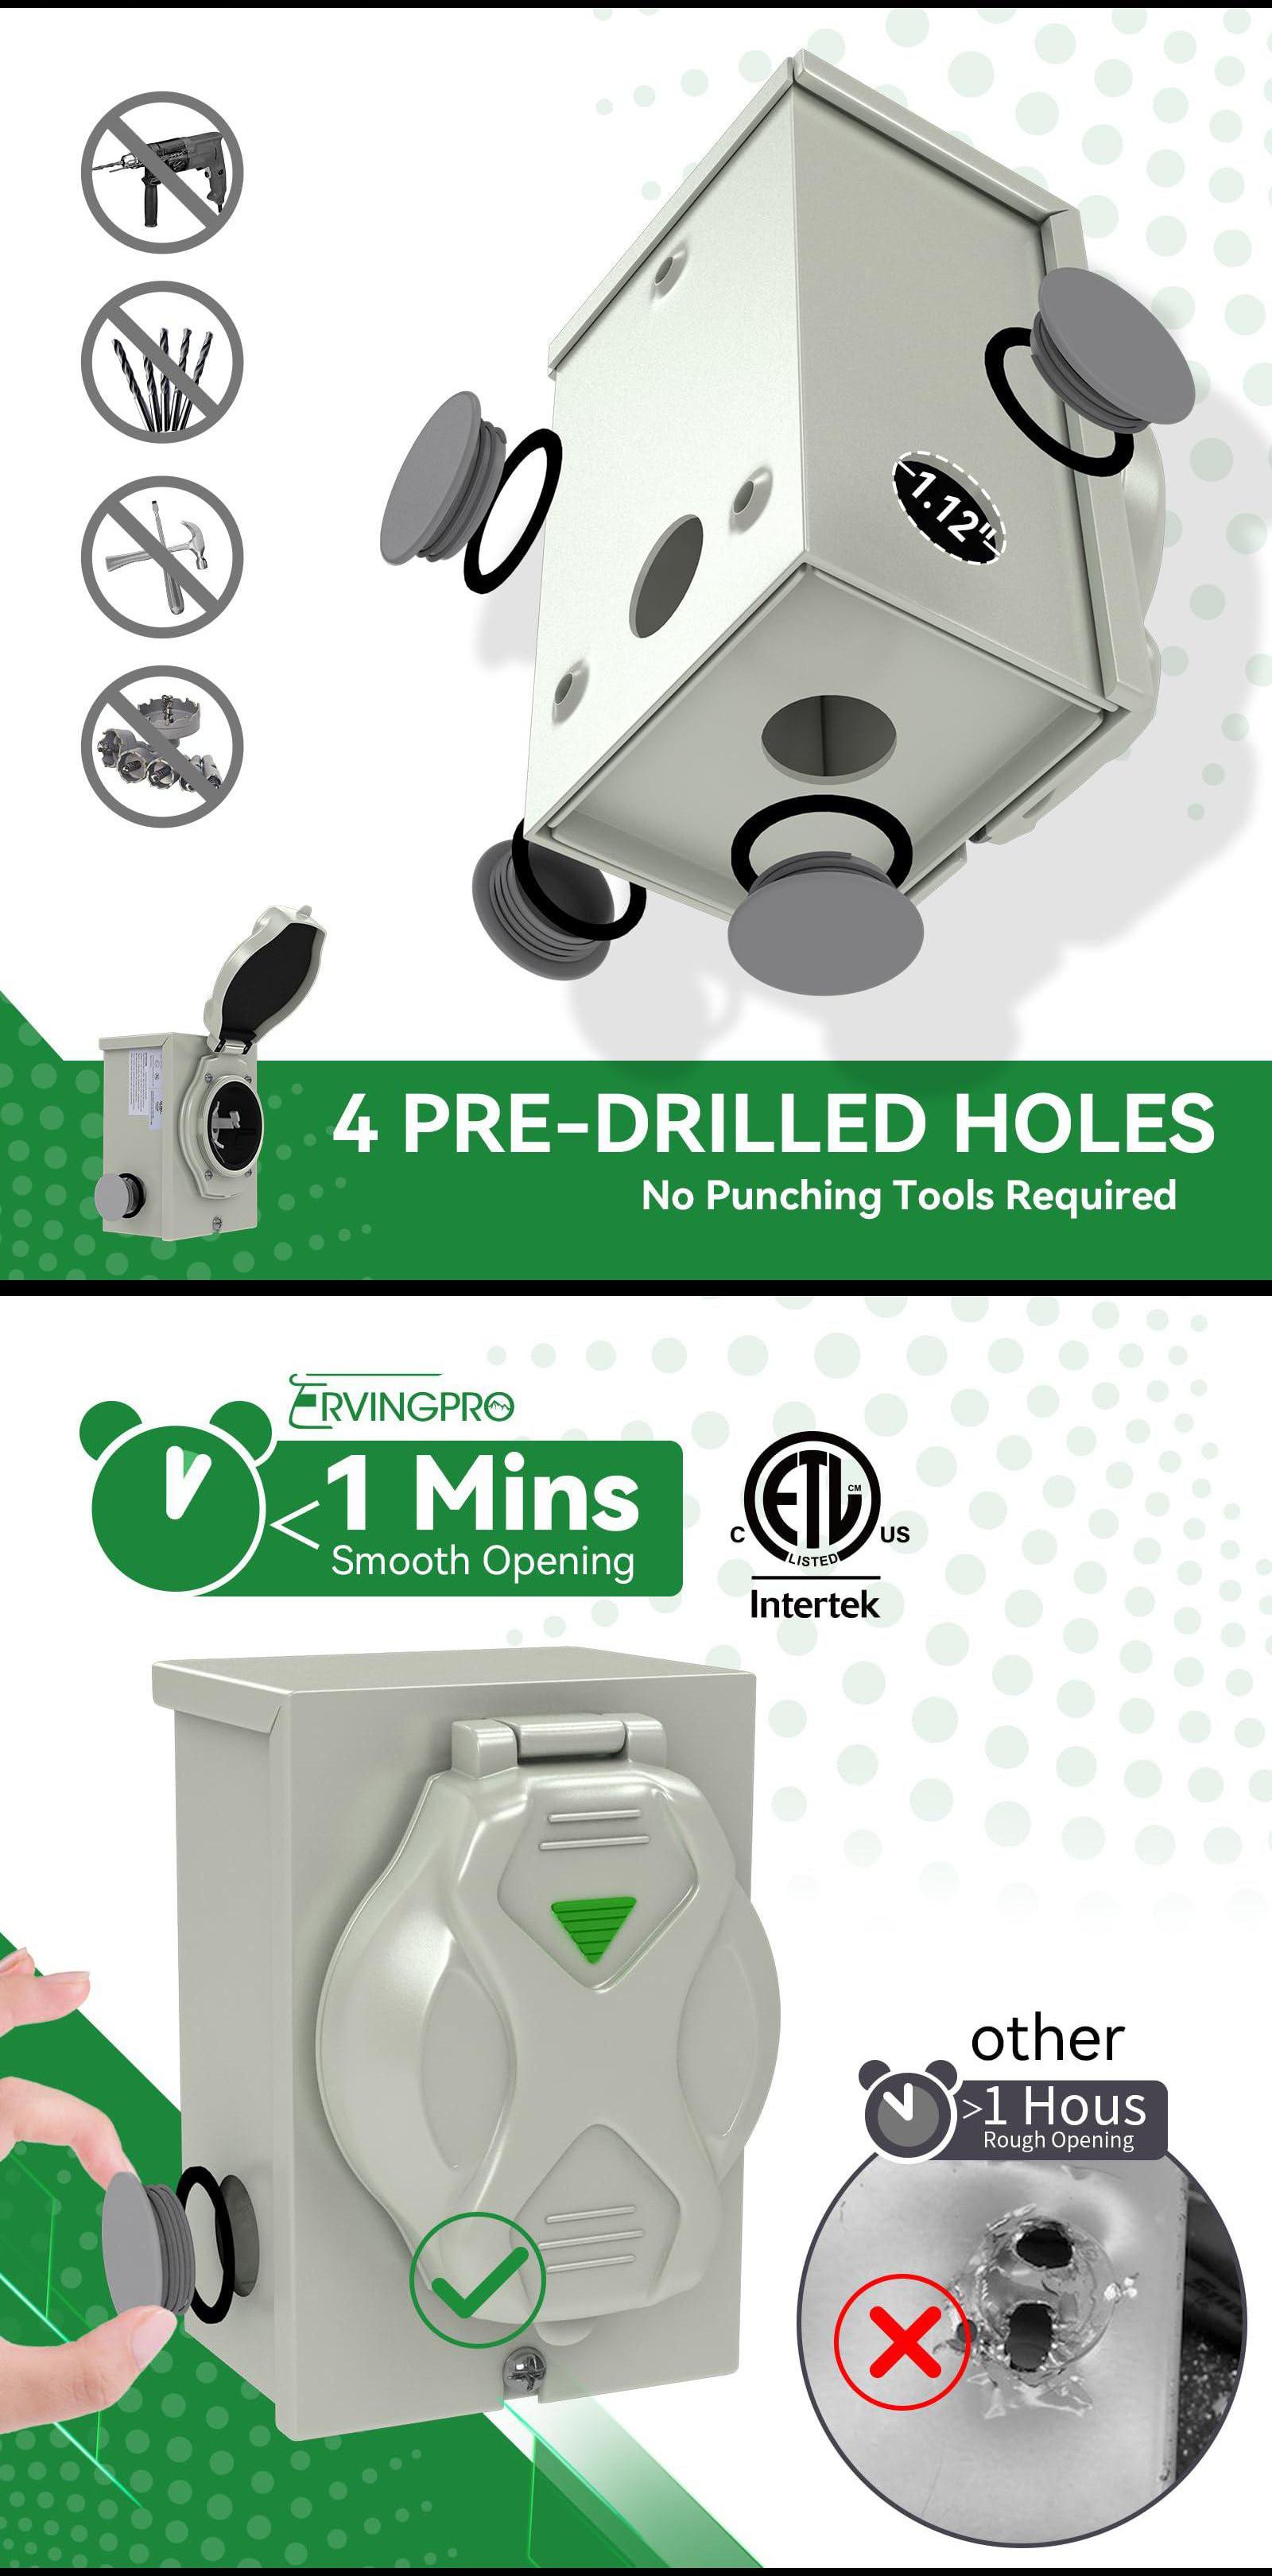 1.12"
4 PRE-DRILLED HOLES
No Punching Tools Required
ERVINGPRO
<1 Mins
Smooth Opening
ETL
CM
C
US
LISTED
Intertek
other
>1 Hous
Rough Opening